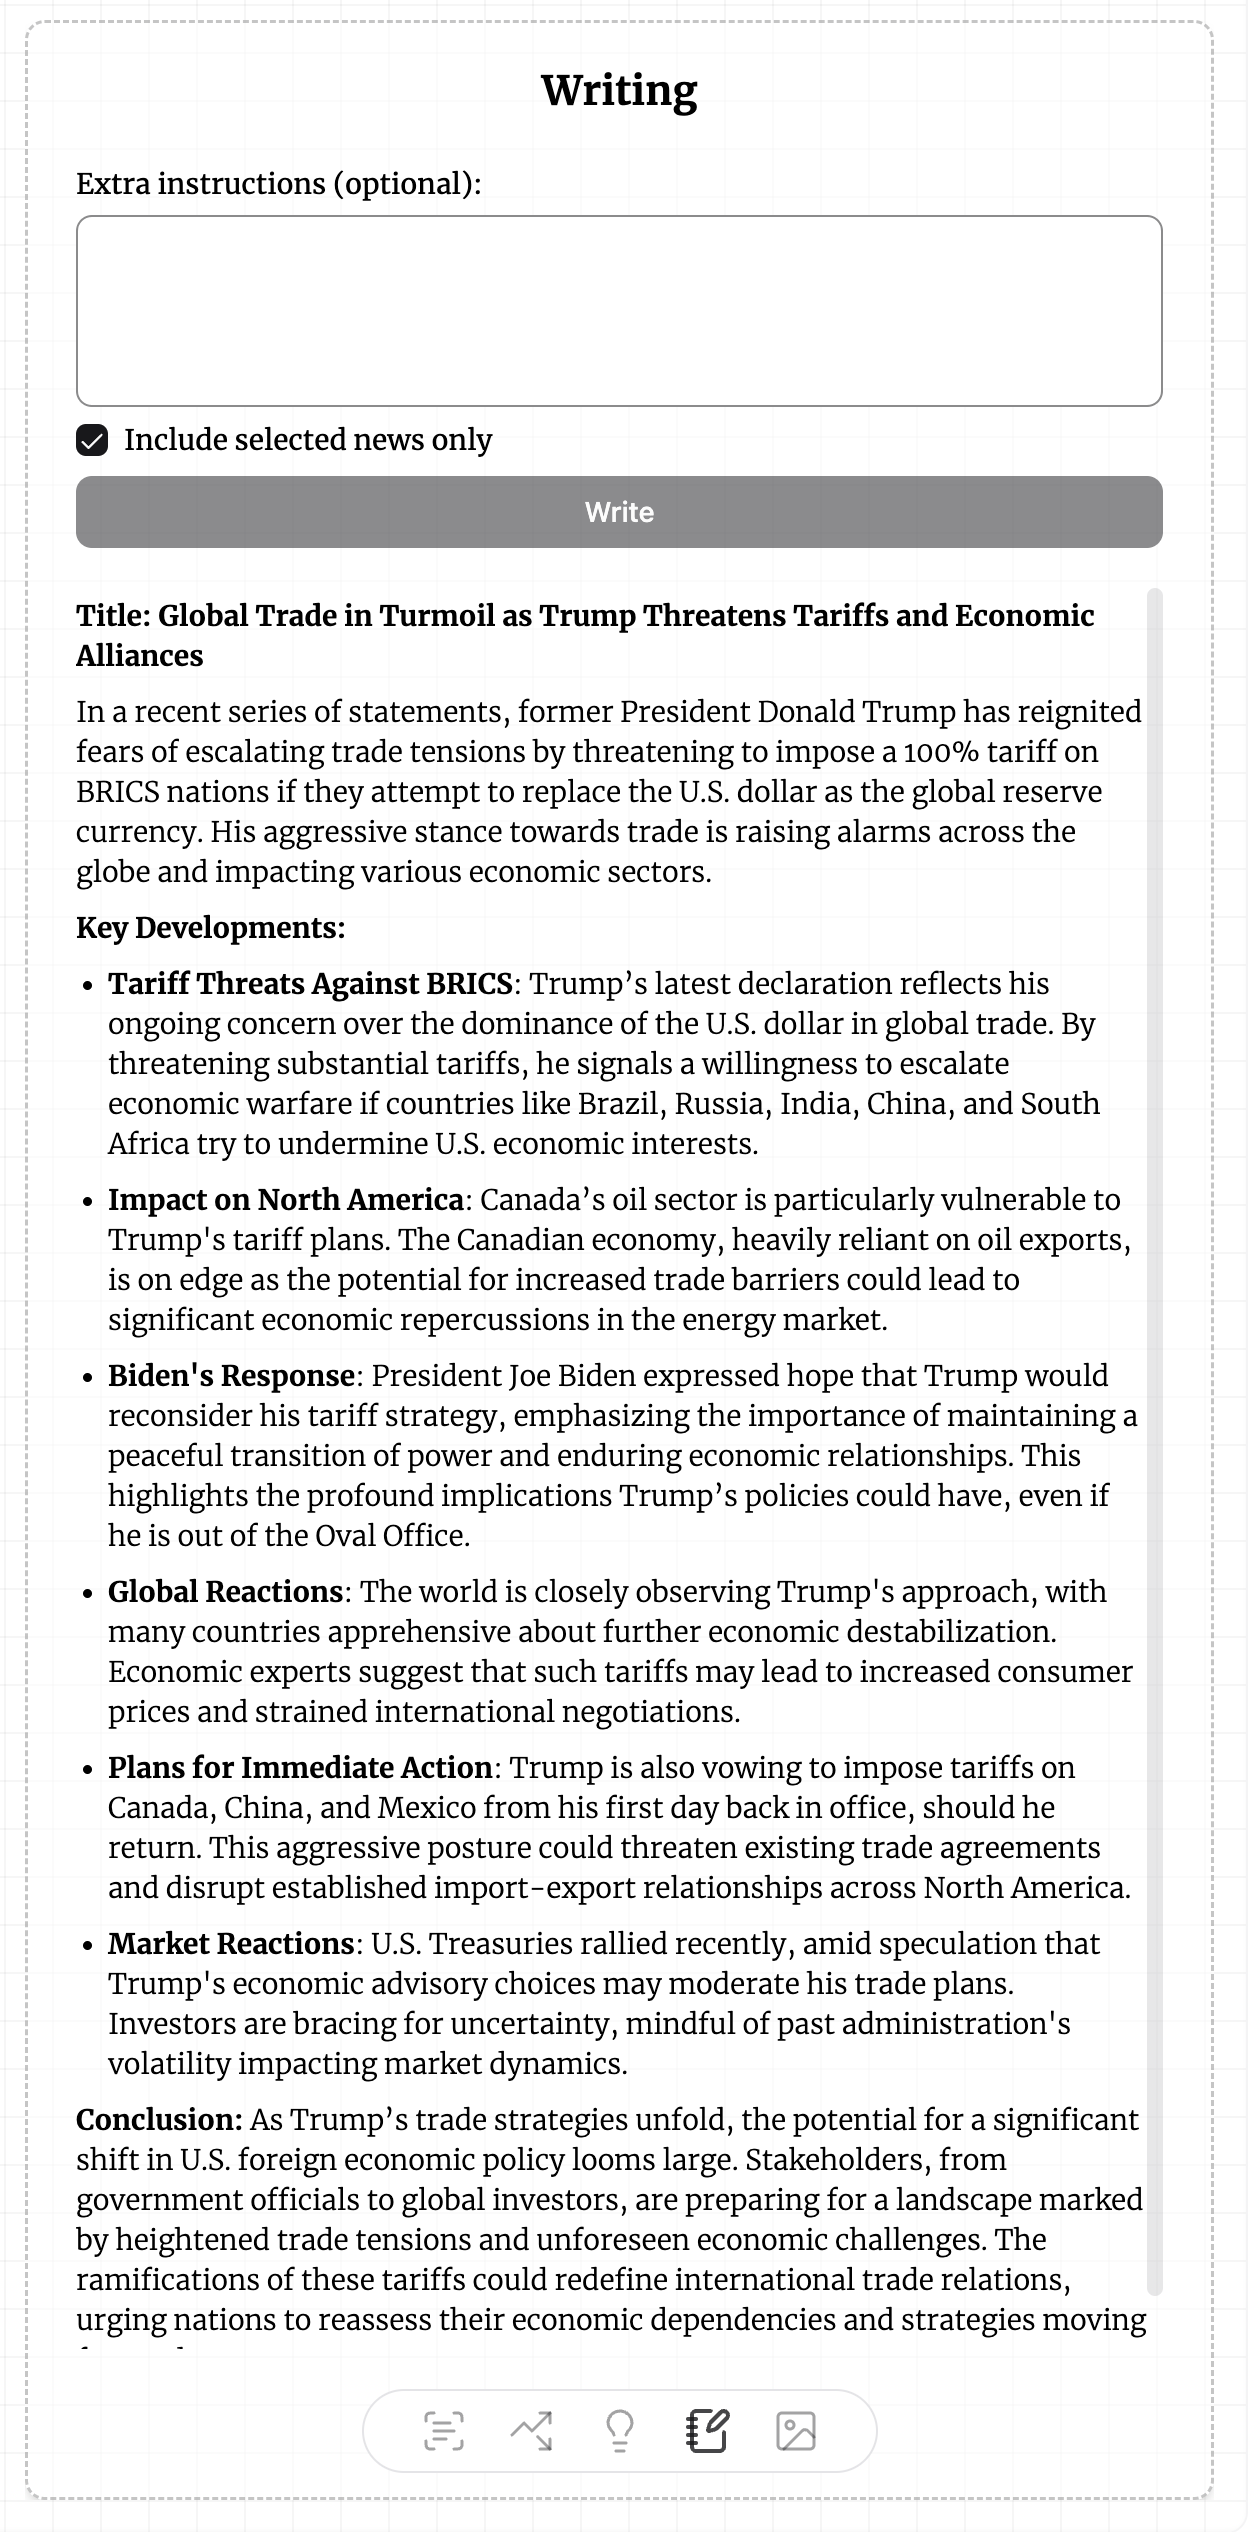 Writing
Extra instructions (optional):
Include selected news only
Write
Title: Global Trade in Turmoil as Trump Threatens Tariffs and Economic
Alliances
In a recent series of statements, former President Donald Trump has reignited
fears of escalating trade tensions by threatening to impose a 100% tariff on
BRICS nations if they attempt to replace the U.S. dollar as the global reserve
currency. His aggressive stance towards trade is raising alarms across the
globe and impacting various economic sectors.
Key Developments:
• Tariff Threats Against BRICS: Trump’s latest declaration reflects his
ongoing concern over the dominance of the U.S. dollar in global trade. By
threatening substantial tariffs, he signals a willingness to escalate
economic warfare if countries like Brazil, Russia, India, China, and South
Africa try to undermine U.S. economic interests.
• Impact on North America: Canada’s oil sector is particularly vulnerable to
Trump's tariff plans. The Canadian economy, heavily reliant on oil exports,
is on edge as the potential for increased trade barriers could lead to
significant economic repercussions in the energy market.
• Biden's Response: President Joe Biden expressed hope that Trump would
reconsider his tariff strategy, emphasizing the importance of maintaining a
peaceful transition of power and enduring economic relationships. This
highlights the profound implications Trump’s policies could have, even if
he is out of the Oval Office.
• Global Reactions: The world is closely observing Trump's approach, with
many countries apprehensive about further economic destabilization.
Economic experts suggest that such tariffs may lead to increased consumer
prices and strained international negotiations.
• Plans for Immediate Action: Trump is also vowing to impose tariffs on
Canada, China, and Mexico from his first day back in office, should he
return. This aggressive posture could threaten existing trade agreements
and disrupt established import-export relationships across North America.
• Market Reactions: U.S. Treasuries rallied recently, amid speculation that
Trump's economic advisory choices may moderate his trade plans.
Investors are bracing for uncertainty, mindful of past administration's
volatility impacting market dynamics.
Conclusion: As Trump’s trade strategies unfold, the potential for a significant
shift in U.S. foreign economic policy looms large. Stakeholders, from
government officials to global investors, are preparing for a landscape marked
by heightened trade tensions and unforeseen economic challenges. The
ramifications of these tariffs could redefine international trade relations,
urging nations to reassess their economic dependencies and strategies moving